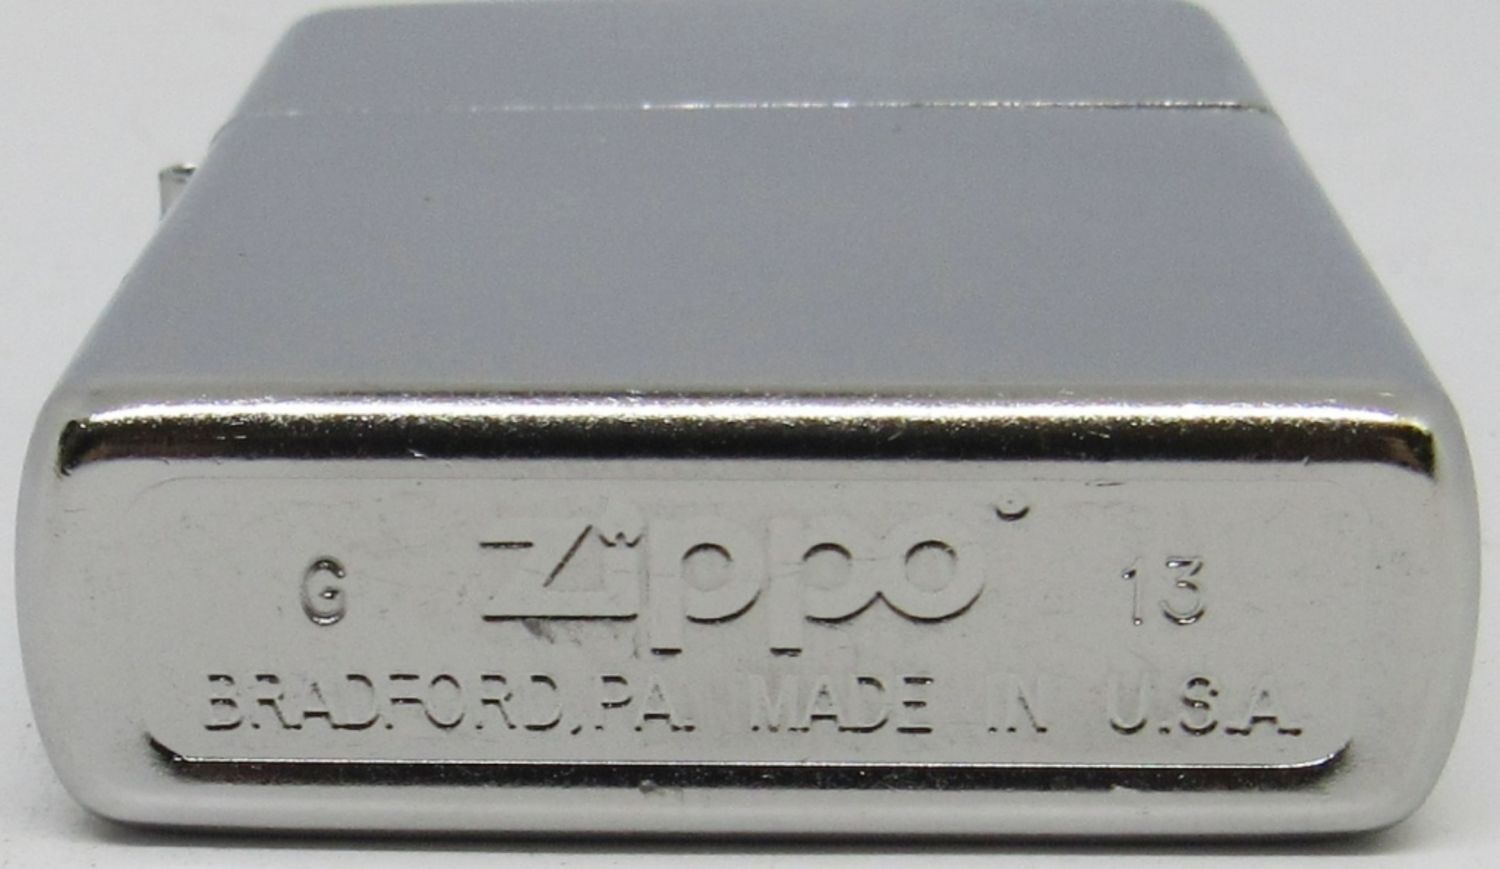 G zippo 13
BRADFORD, PA. MADE IN U.S.A.